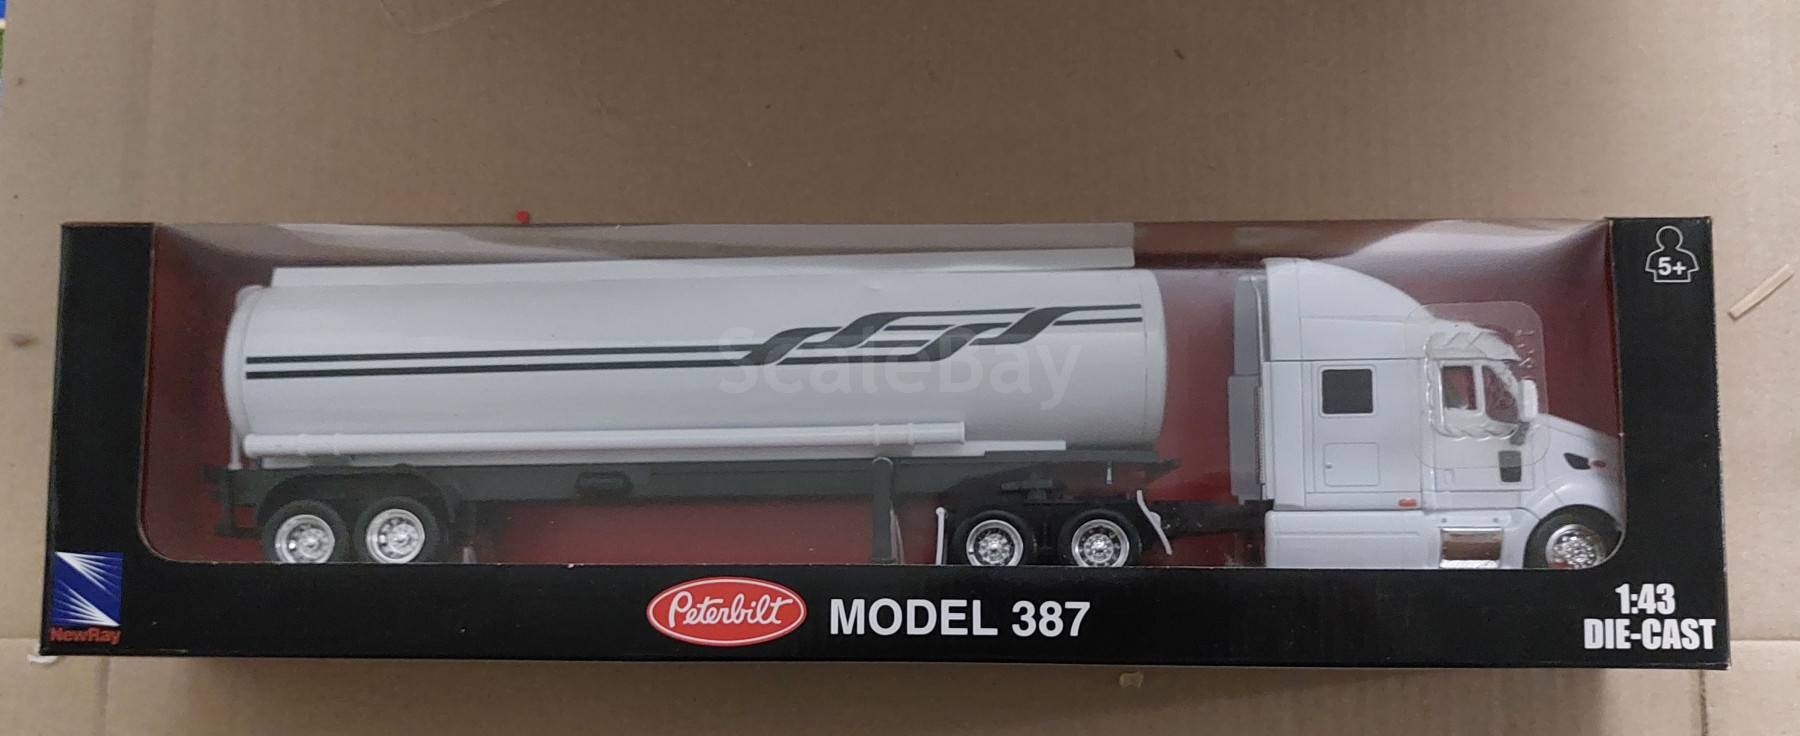 5+
ScaleBay
NewRay
Peterbilt MODEL 387
1:43
DIE-CAST